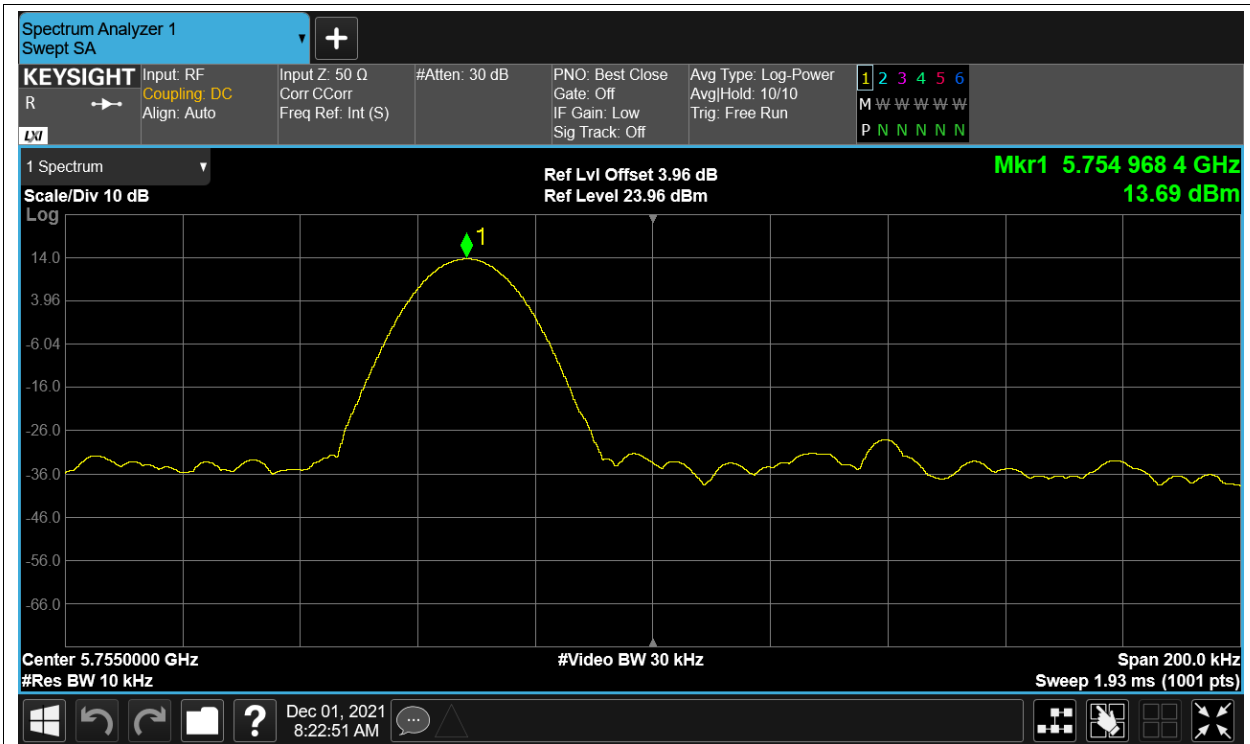 Spectrum Analyzer 1
Swept SA
KEYSIGHT
R
LXI
Input: RF
Coupling: DC
Align: Auto
Input Z: 50 Ω
Corr CCorr
Freq Ref: Int (S)
#Atten: 30 dB
PNO: Best Close
Gate: Off
IF Gain: Low
Sig Track: Off
Avg Type: Log-Power
Avg|Hold: 10/10
Trig: Free Run
1 2 3 4 5 6
M W W W W W
P N N N N N
1 Spectrum
Scale/Div 10 dB
Log
Ref Lvl Offset 3.96 dB
Ref Level 23.96 dBm
Mkr1 5.754 968 4 GHz
13.69 dBm
1
14.0
3.96
-6.04
-16.0
-26.0
-36.0
-46.0
-56.0
-66.0
Center 5.7550000 GHz
#Res BW 10 kHz
#Video BW 30 kHz
Span 200.0 kHz
Sweep 1.93 ms (1001 pts)
?
Dec 01, 2021
8:22:51 AM